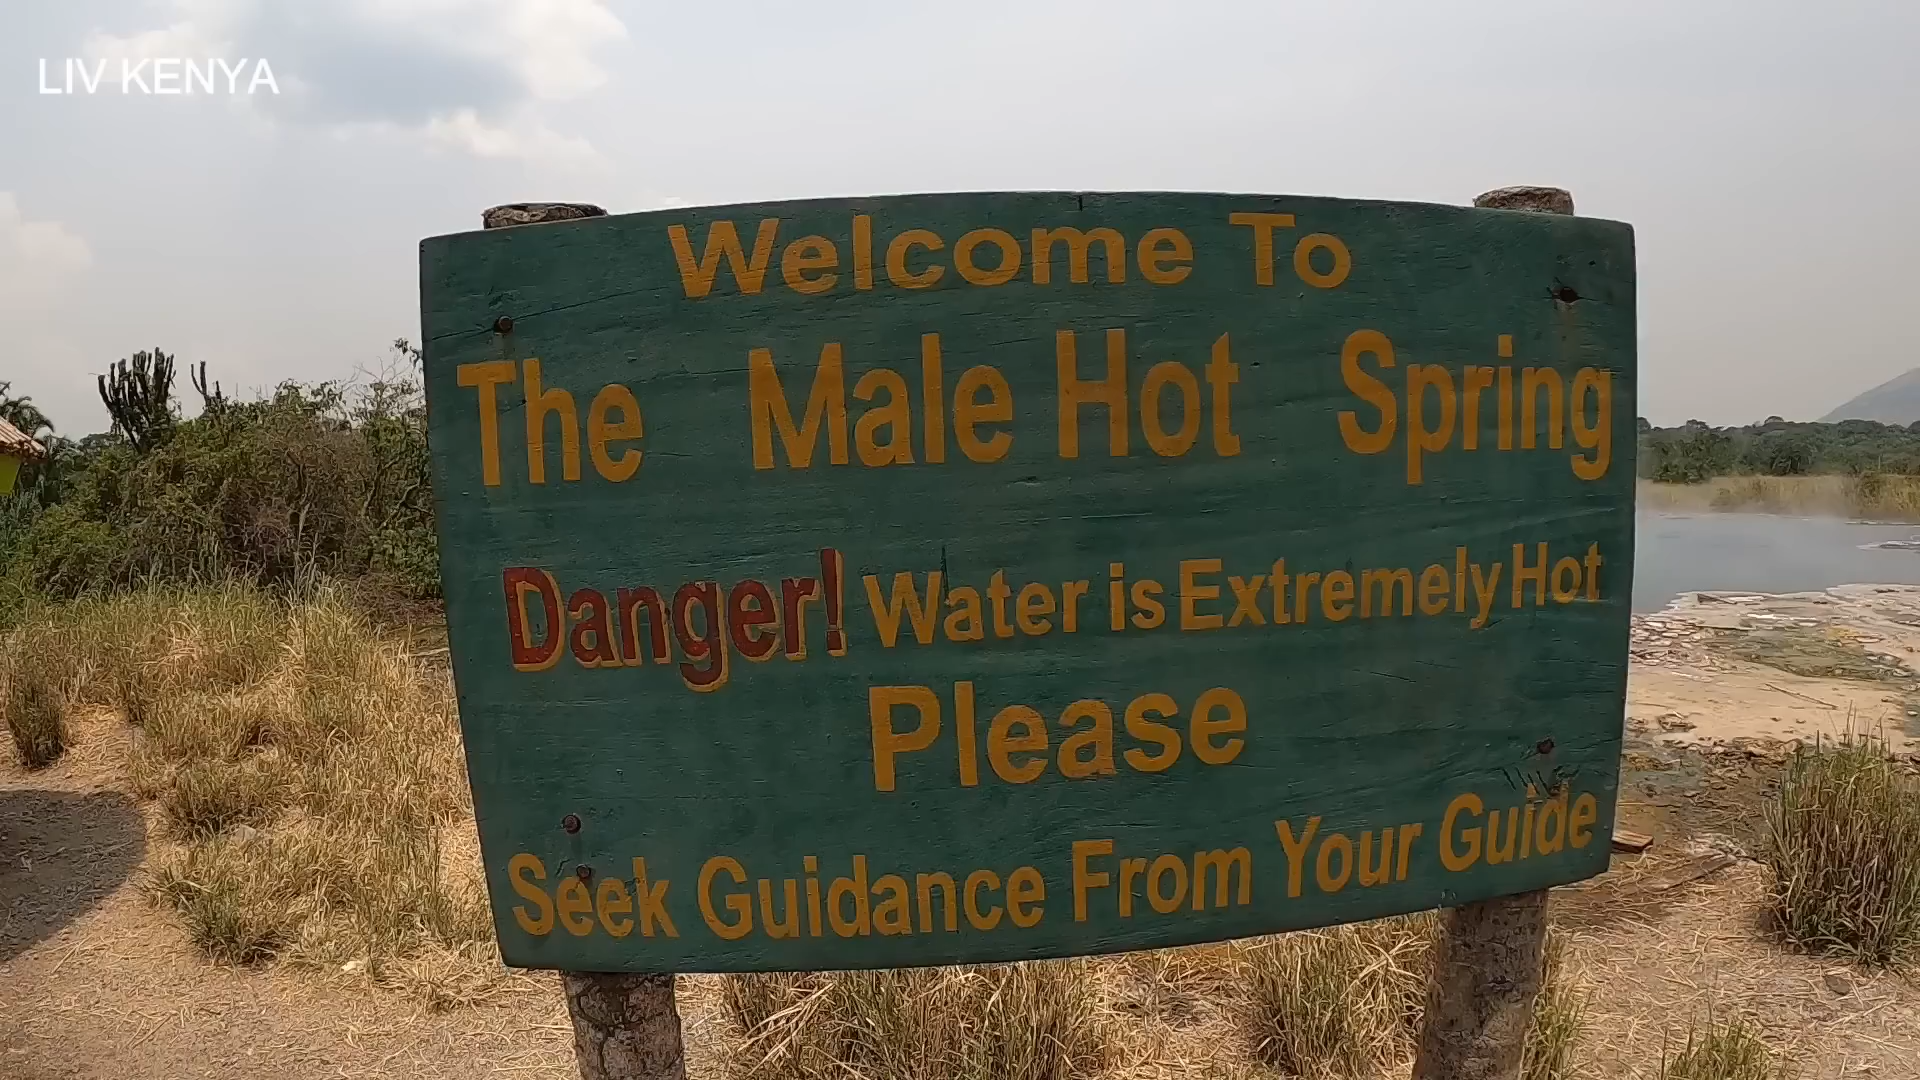 LIV KENYA
Welcome To
The Male Hot Spring
Danger! Water is Extremely Hot
Please
Seek Guidance From Your Guide